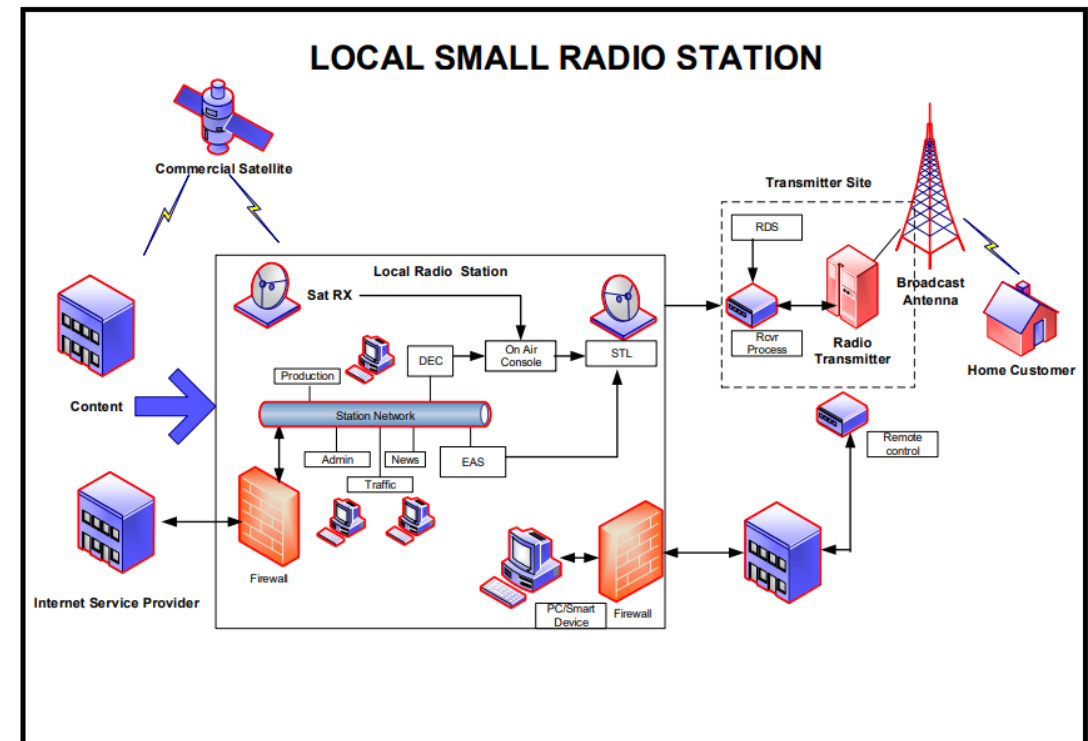 LOCAL SMALL RADIO STATION
Commercial Satellite
Transmitter Site
RDS
Local Radio Station
Sat RX
Broadcast
Antenna
Rcvr
Process
Radio
Transmitter
Home Customer
DEC
On Air
Console
STL
Production
Content
Station Network
Admin
News
EAS
Traffic
Remote
control
Firewall
Internet Service Provider
PC/Smart
Device
Firewall